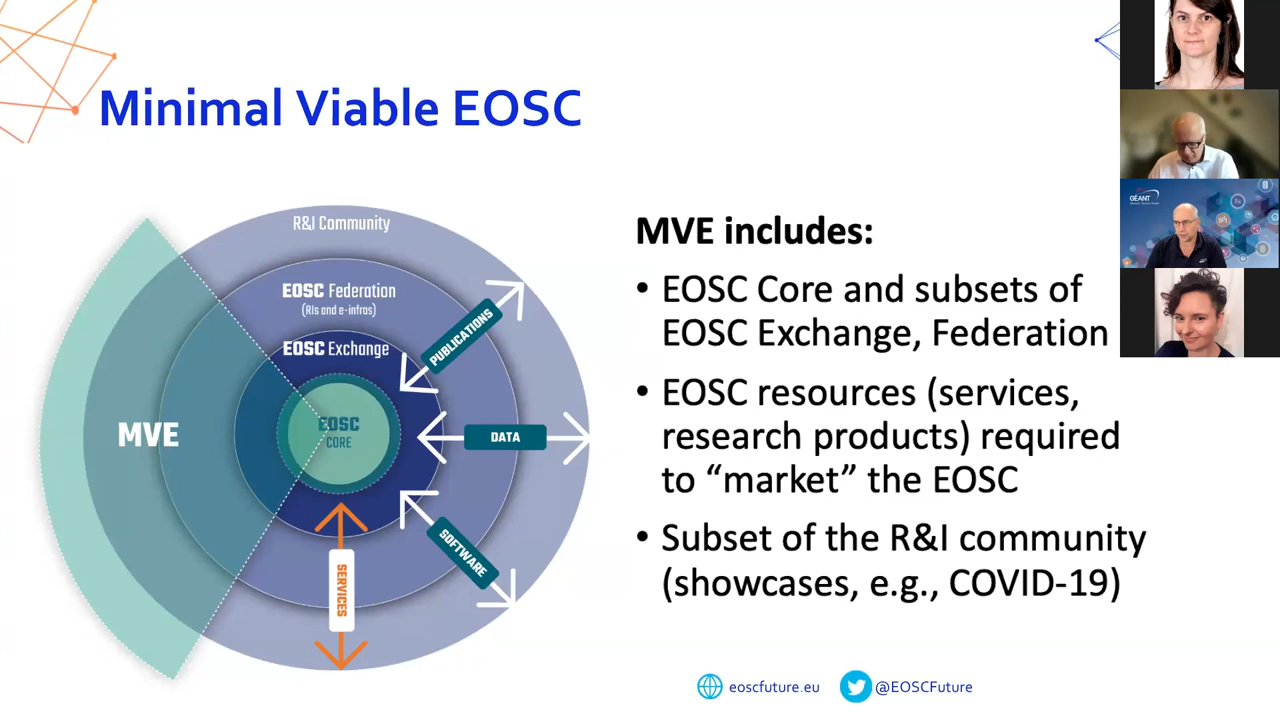 Minimal Viable EOSC
R&I Community
EOSC Federation
(RIs and e-infras)
EOSC Exchange
EOSC
CORE
MVE
PUBLICATIONS
DATA
SOFTWARE
SERVICES
MVE includes:
• EOSC Core and subsets of
EOSC Exchange, Federation
• EOSC resources (services,
research products) required
to “market” the EOSC
• Subset of the R&I community
(showcases, e.g., COVID-19)
eoscfuture.eu
@EOSCFuture
GÉANT